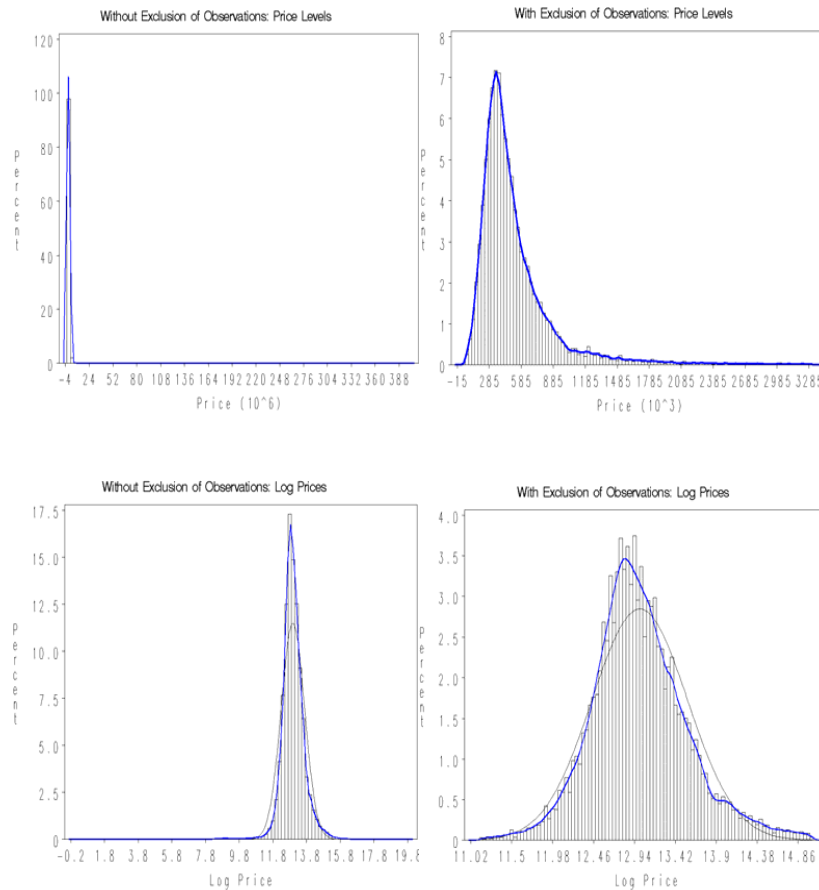 Without Exclusion of Observations: Price Levels
120
100
80
60
40
20
0
Percent
-4 24 52 80 108 136 164 192 220 248 276 304 332 360 388
Price (10^6)
With Exclusion of Observations: Price Levels
8
7
6
5
4
3
2
1
0
Percent
-15 285 585 885 1185 1485 1785 2085 2385 2685 2985 3285
Price (10^3)
Without Exclusion of Observations: Log Prices
17.5
15.0
12.5
10.0
7.5
5.0
2.5
0
Percent
-0.2 1.8 3.8 5.8 7.8 9.8 11.8 13.8 15.8 17.8 19.8
Log Price
With Exclusion of Observations: Log Prices
4.0
3.5
3.0
2.5
2.0
1.5
1.0
0.5
0
Percent
11.02 11.5 11.98 12.46 12.94 13.42 13.9 14.38 14.86
Log Price